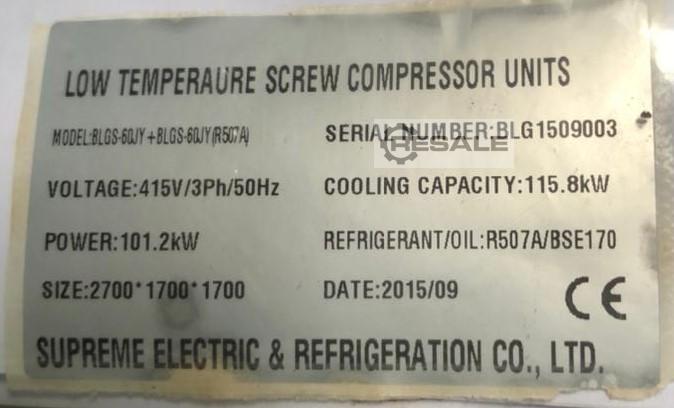 LOW TEMPERAURE SCREW COMPRESSOR UNITS
MODEL:BLGS-60JY+BLGS-60JY(R507A)
SERIAL NUMBER:BLG1509003
RESALE
VOLTAGE:415V/3Ph/50Hz
COOLING CAPACITY:115.8kW
POWER:101.2kW
REFRIGERANT/OIL:R507A/BSE170
SIZE:2700*1700*1700
DATE:2015/09
CE
SUPREME ELECTRIC & REFRIGERATION CO., LTD.